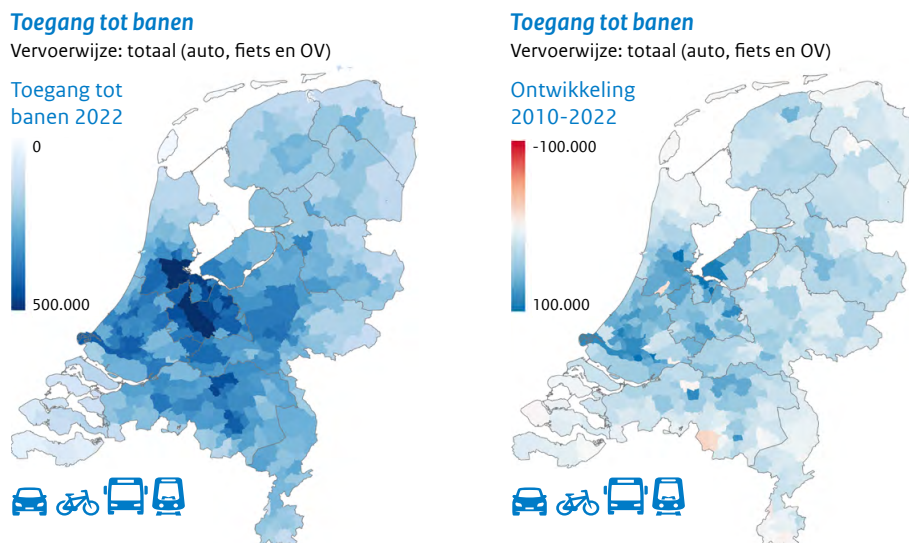 Toegang tot banen
Vervoerwijze: totaal (auto, fiets en OV)
Toegang tot
banen 2022
0
500.000
Toegang tot banen
Vervoerwijze: totaal (auto, fiets en OV)
Ontwikkeling
2010-2022
-100.000
100.000